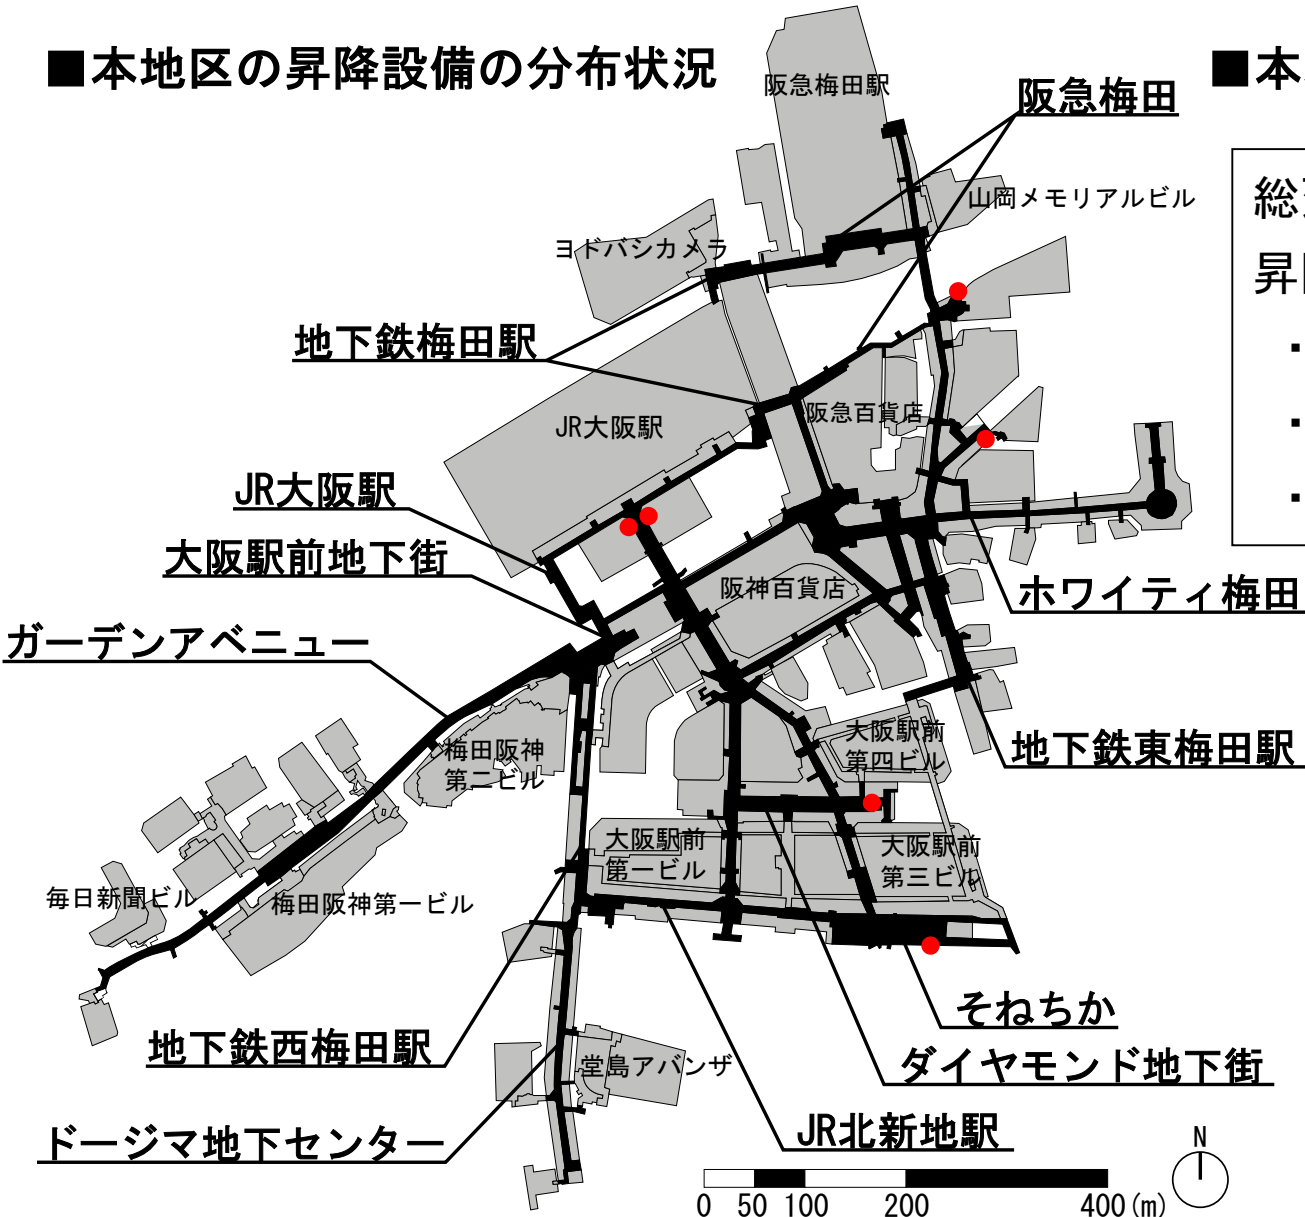 ■本地区の昇降設備の分布状況
■本
阪急梅田駅
阪急梅田
総
昇
山岡メモリアルビル
ヨドバシカメラ
・
地下鉄梅田駅
阪急百貨店
JR大阪駅
・
JR大阪駅
・
大阪駅前地下街
阪神百貨店
ホワイティ梅田
ガーデンアベニュー
大阪駅前
第四ビル
地下鉄東梅田駅
梅田阪神
第二ビル
大阪駅前
第一ビル
大阪駅前
第三ビル
毎日新聞ビル
梅田阪神第一ビル
そねちか
地下鉄西梅田駅
堂島アバンザ
ダイヤモンド地下街
ドージマ地下センター
JR北新地駅
N
0 50 100 200 400(m)